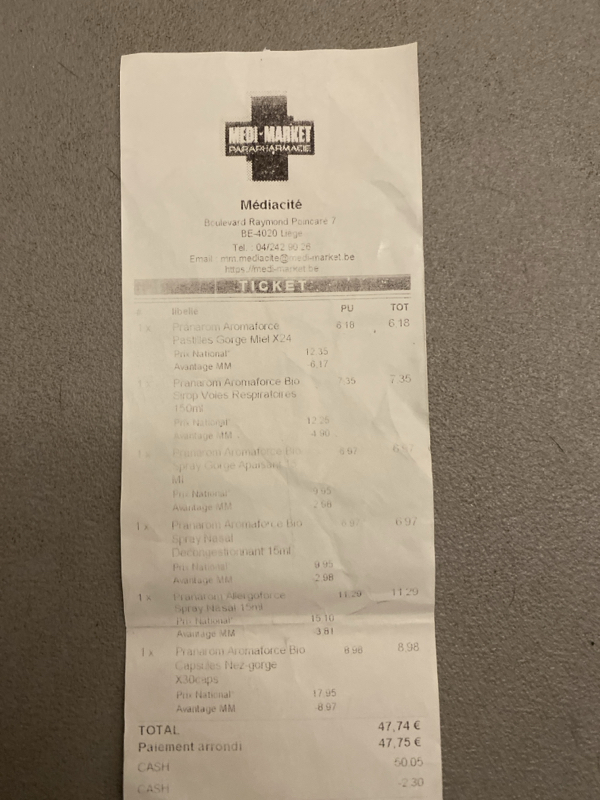 MEDI-MARKET
PARAPHARMACIE
Médiacité
Boulevard Raymond Poincaré 7
BE-4020 Liège
Tel. : 04/242 90 26
Email : mm.mediacite@medi-market.be
https://medi-market.be
TICKET
# libellé PU TOT
1 x Pranarom Aromaforce 6.18 6.18
Pastilles Gorge Miel X24
Prix National* 12.35
Avantage MM -6.17
1 x Pranarom Aromaforce Bio 7.35 7.35
Sirop Voies Respiratoires
150ml
Prix National* 12.25
Avantage MM -4.90
1 x Pranarom Aromaforce Bio 6.97 6.97
Spray Gorge Apaisant 15
Ml
Prix National* 9.95
Avantage MM -2.98
1 x Pranarom Aromaforce Bio 6.97 6.97
Spray Nasal
Decongestionnant 15ml
Prix National* 9.95
Avantage MM -2.98
1 x Pranarom Allergoforce 11.29 11.29
Spray Nasal 15ml
Prix National* 15.10
Avantage MM -3.81
1 x Pranarom Aromaforce Bio 8.98 8.98
Capsules Nez-gorge
X30caps
Prix National* 17.95
Avantage MM -8.97
TOTAL 47,74 €
Paiement arrondi 47,75 €
CASH 50.05
CASH -2.30